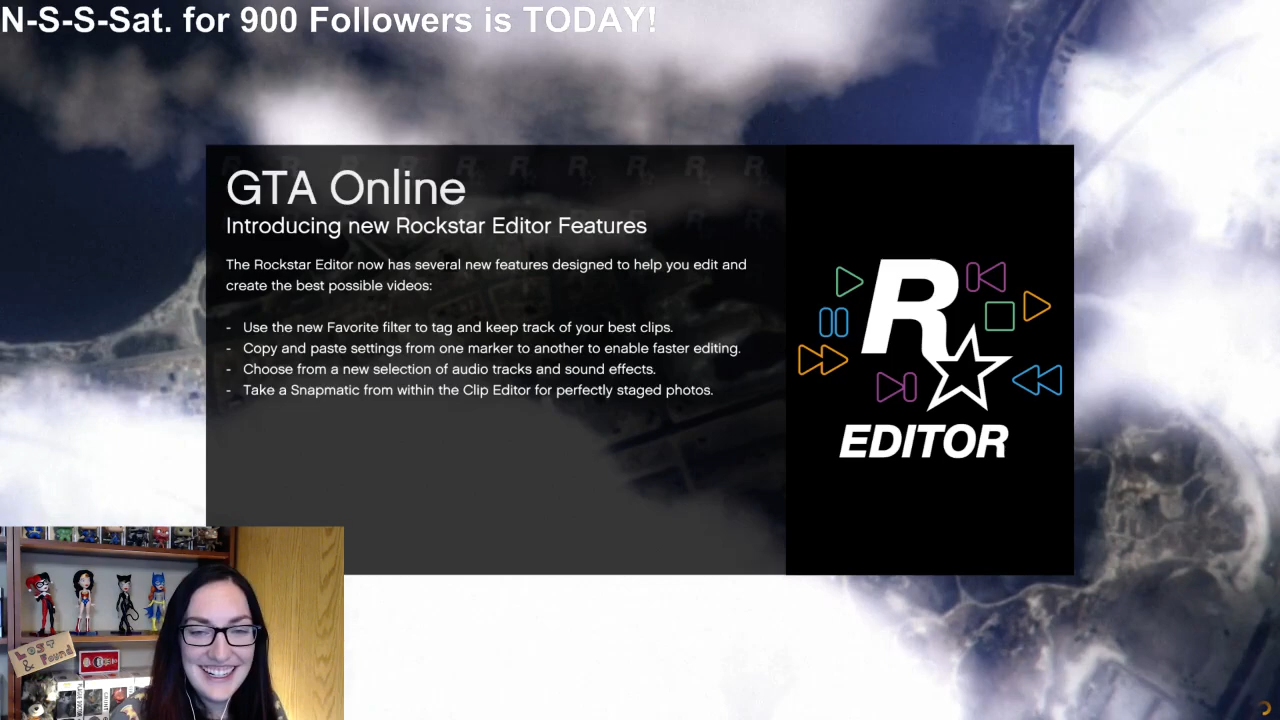 N-S-S-Sat. for 900 Followers is TODAY!
GTA Online
Introducing new Rockstar Editor Features
The Rockstar Editor now has several new features designed to help you edit and
create the best possible videos:
- Use the new Favorite filter to tag and keep track of your best clips.
- Copy and paste settings from one marker to another to enable faster editing.
- Choose from a new selection of audio tracks and sound effects.
- Take a Snapmatic from within the Clip Editor for perfectly staged photos.
R
EDITOR
Lost
& Found